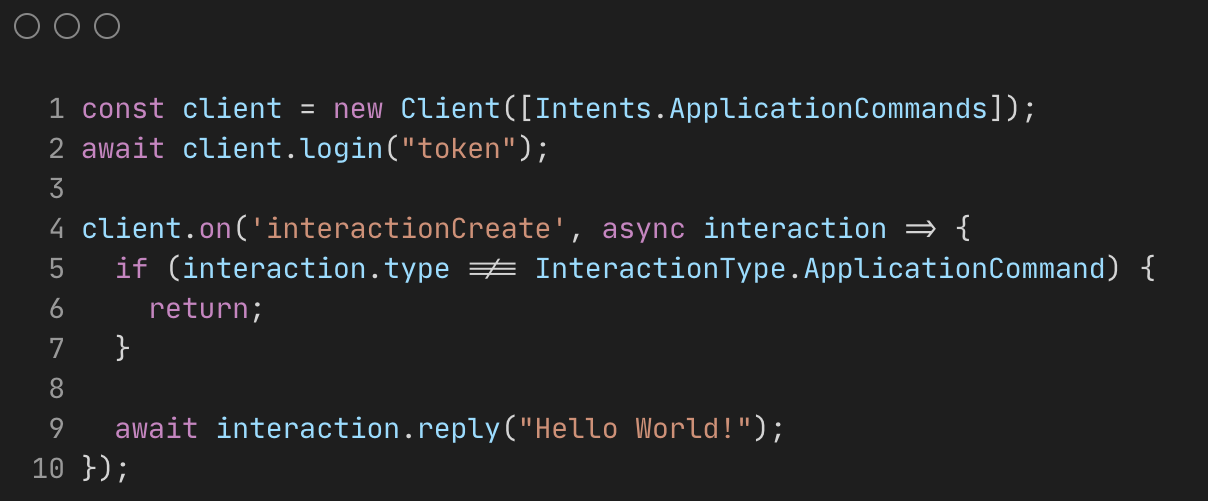 1 const client = new Client([Intents.ApplicationCommands]);
2 await client.login("token");
3
4 client.on('interactionCreate', async interaction => {
5   if (interaction.type !== InteractionType.ApplicationCommand) {
6     return;
7   }
8
9   await interaction.reply("Hello World!");
10 });